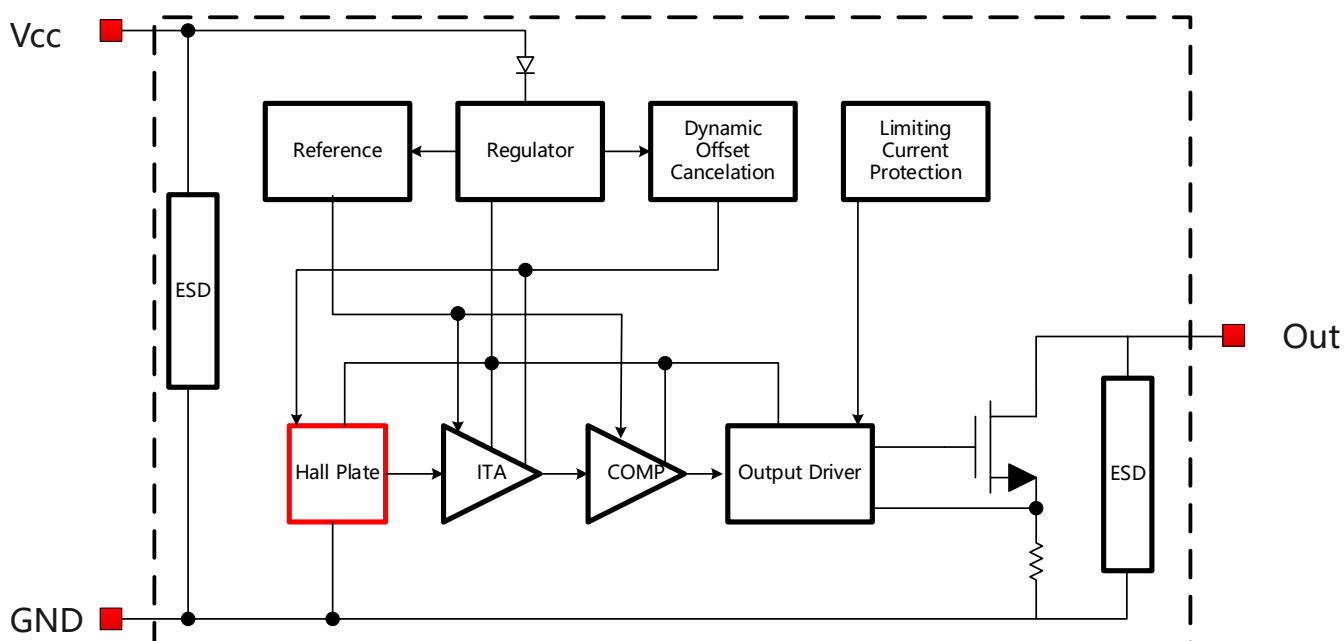 Vcc
Reference
Regulator
Dynamic
Offset
Cancelation
Limiting
Current
Protection
ESD
Out
Hall Plate
ITA
COMP
Output Driver
ESD
GND